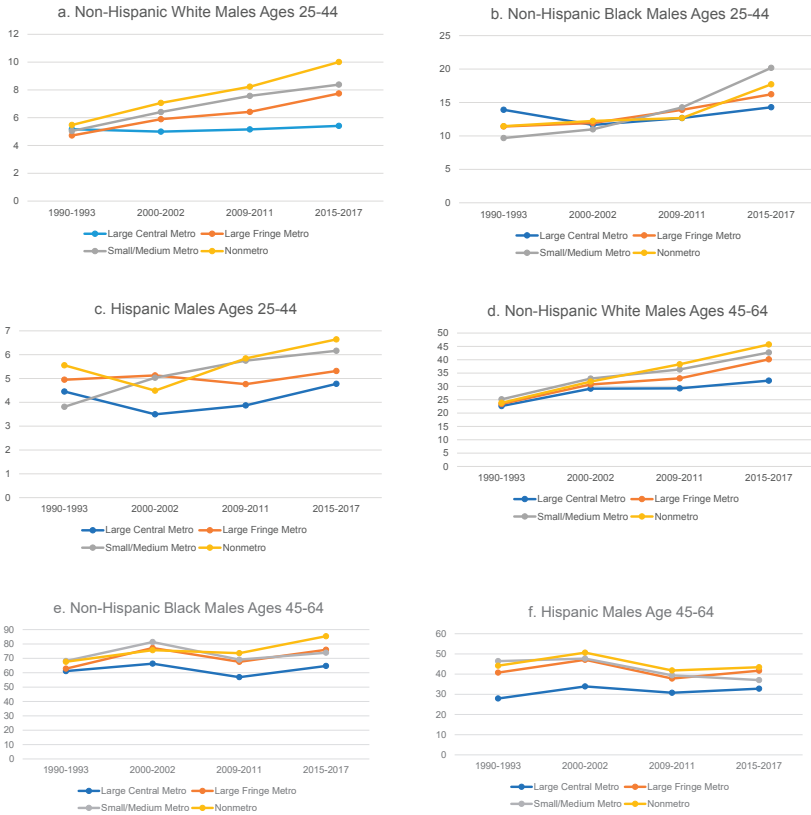 a. Non-Hispanic White Males Ages 25-44
12
10
8
6
4
2
0
1990-1993 2000-2002 2009-2011 2015-2017
Large Central Metro Large Fringe Metro
Small/Medium Metro Nonmetro
b. Non-Hispanic Black Males Ages 25-44
25
20
15
10
5
0
1990-1993 2000-2002 2009-2011 2015-2017
Large Central Metro Large Fringe Metro
Small/Medium Metro Nonmetro
c. Hispanic Males Ages 25-44
7
6
5
4
3
2
1
0
1990-1993 2000-2002 2009-2011 2015-2017
Large Central Metro Large Fringe Metro
Small/Medium Metro Nonmetro
d. Non-Hispanic White Males Ages 45-64
50
45
40
35
30
25
20
15
10
5
0
1990-1993 2000-2002 2009-2011 2015-2017
Large Central Metro Large Fringe Metro
Small/Medium Metro Nonmetro
e. Non-Hispanic Black Males Ages 45-64
90
80
70
60
50
40
30
20
10
0
1990-1993 2000-2002 2009-2011 2015-2017
Large Central Metro Large Fringe Metro
Small/Medium Metro Nonmetro
f. Hispanic Males Age 45-64
60
50
40
30
20
10
0
1990-1993 2000-2002 2009-2011 2015-2017
Large Central Metro Large Fringe Metro
Small/Medium Metro Nonmetro